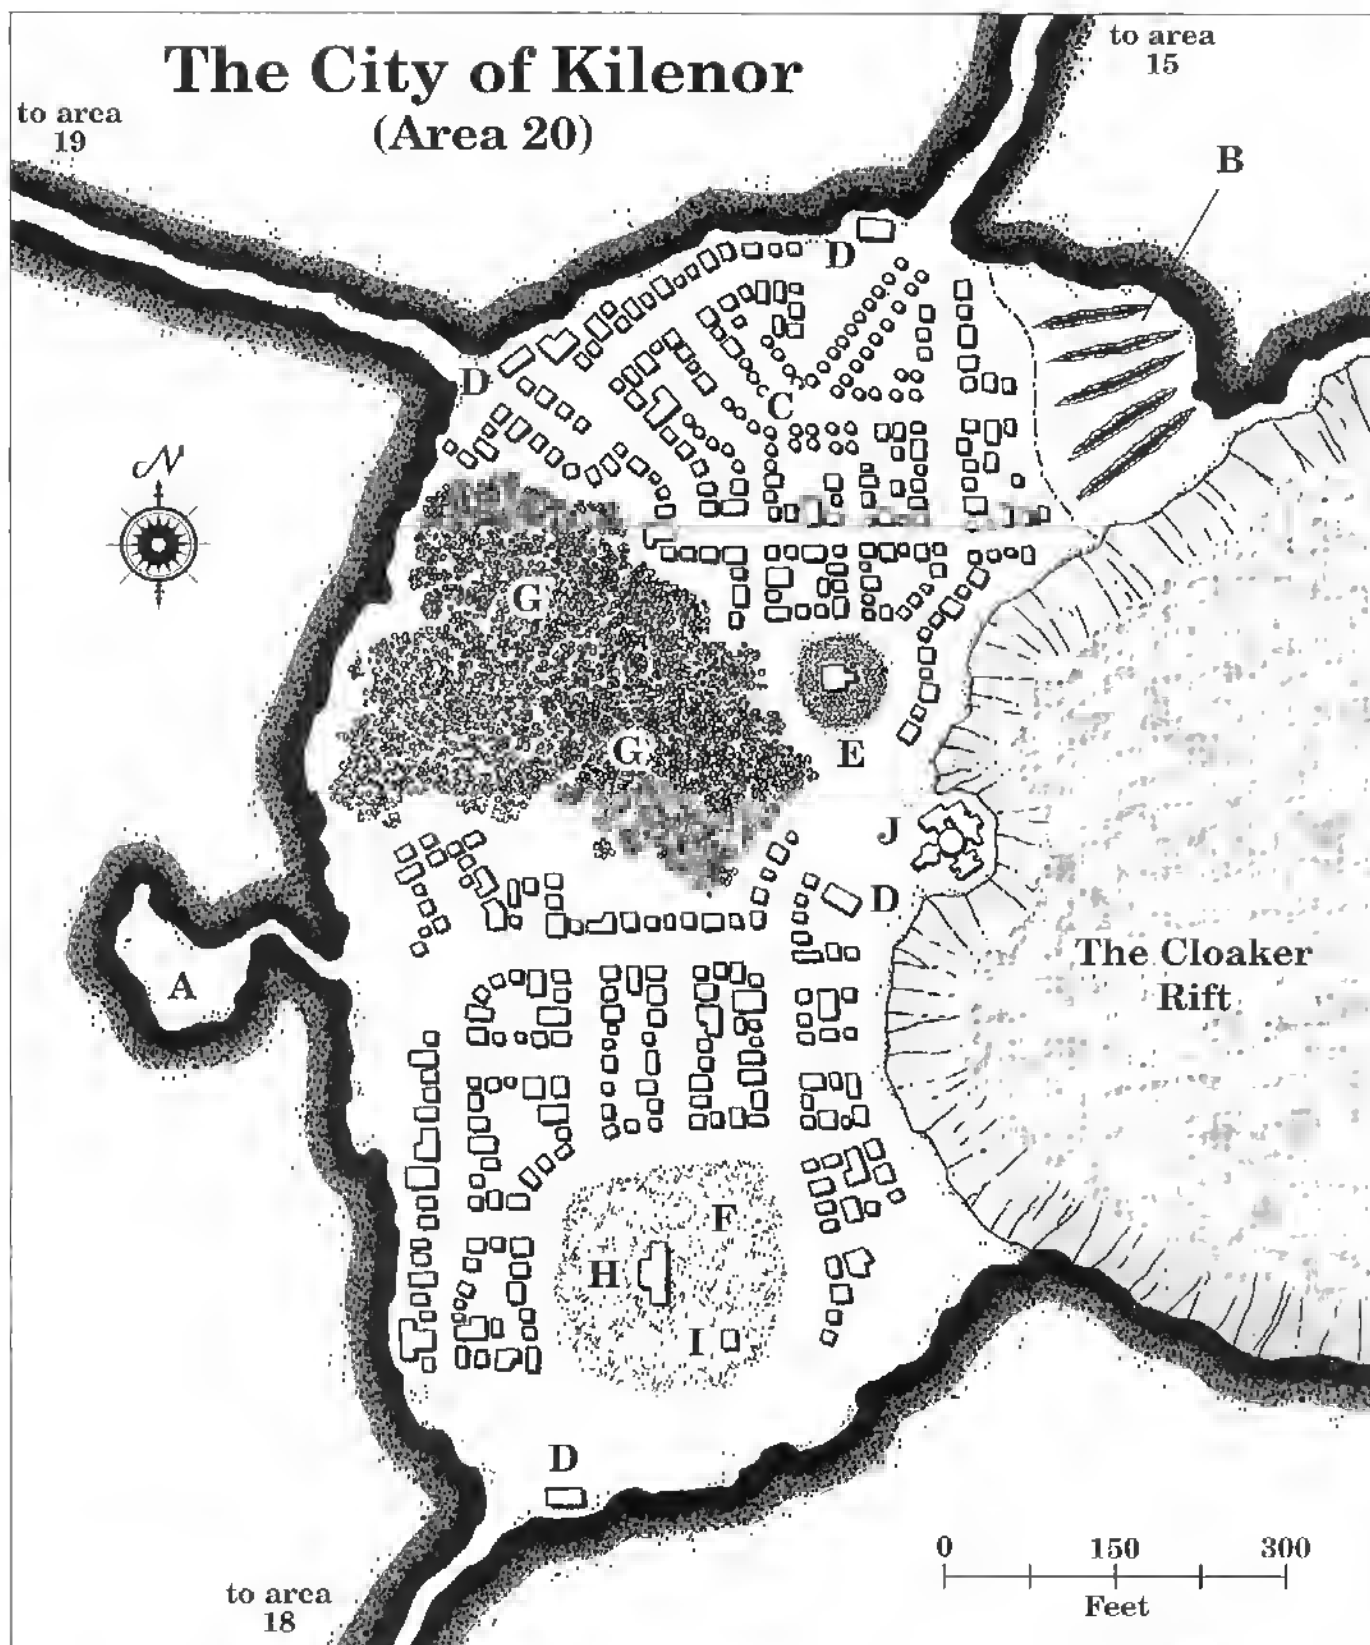 The City of Kilenor
(Area 20)
to area
15
to area
19
B
D
D
C
N
G
G
E
J
D
The Cloaker
Rift
A
F
H
I
D
0 150 300
Feet
to area
18